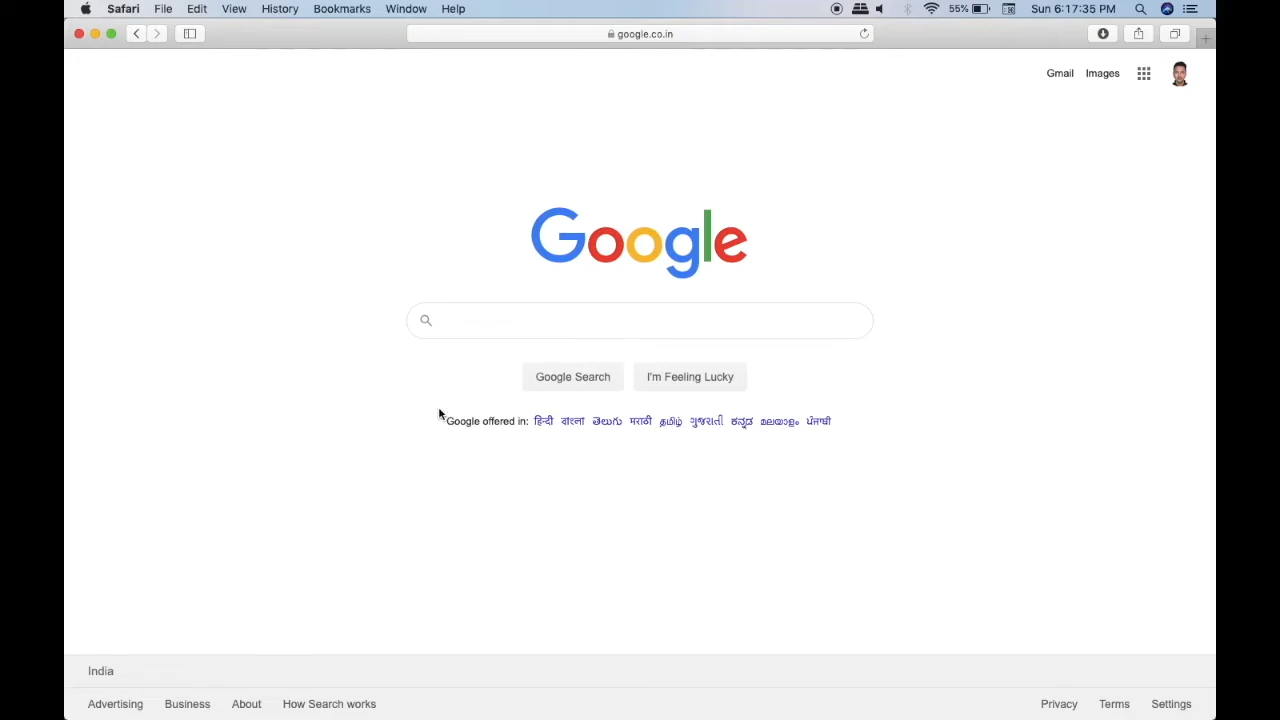 Safari File Edit View History Bookmarks Window Help 55% Sun 6:17:35 PM
google.co.in
Gmail Images
Google
Google Search I'm Feeling Lucky
Google offered in: हिन्दी বাংলা తెలుగు मराठी தமிழ் ગુજરાતી ಕನ್ನಡ മലയാളം ਪੰਜਾਬੀ
India
Advertising Business About How Search works Privacy Terms Settings